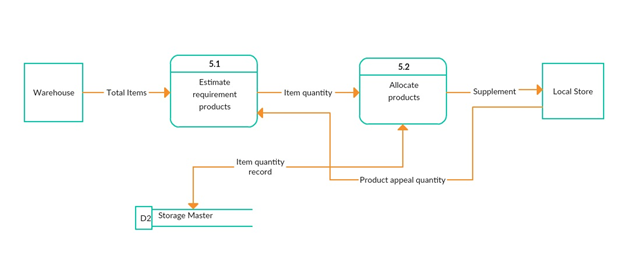 5.1
5.2
Warehouse
Total Items
Estimate
requirement
products
Item quantity
Allocate
products
Supplement
Local Store
Item quantity
record
Product appeal quantity
D2
Storage Master